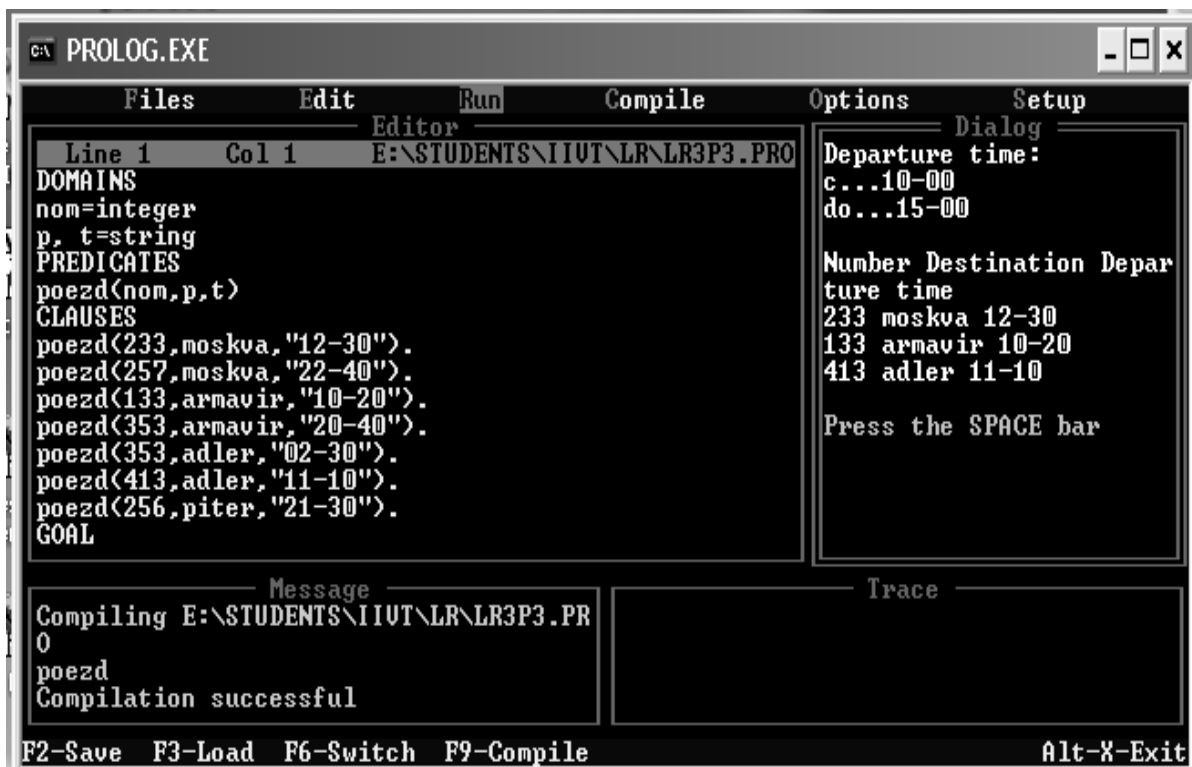 PROLOG.EXE
Files Edit Run Compile Options Setup
Editor
Line 1 Col 1 E:\STUDENTS\IIVT\LR\LR3P3.PRO
DOMAINS
nom=integer
p, t=string
PREDICATES
poezd(nom,p,t)
CLAUSES
poezd(233,moskva,"12-30").
poezd(257,moskva,"22-40").
poezd(133,armavir,"10-20").
poezd(353,armavir,"20-40").
poezd(353,adler,"02-30").
poezd(413,adler,"11-10").
poezd(256,piter,"21-30").
GOAL
Dialog
Departure time:
c...10-00
do...15-00
Number Destination Depar
ture time
233 moskva 12-30
133 armavir 10-20
413 adler 11-10
Press the SPACE bar
Message
Compiling E:\STUDENTS\IIVT\LR\LR3P3.PR
O
poezd
Compilation successful
Trace
F2-Save F3-Load F6-Switch F9-Compile Alt-X-Exit